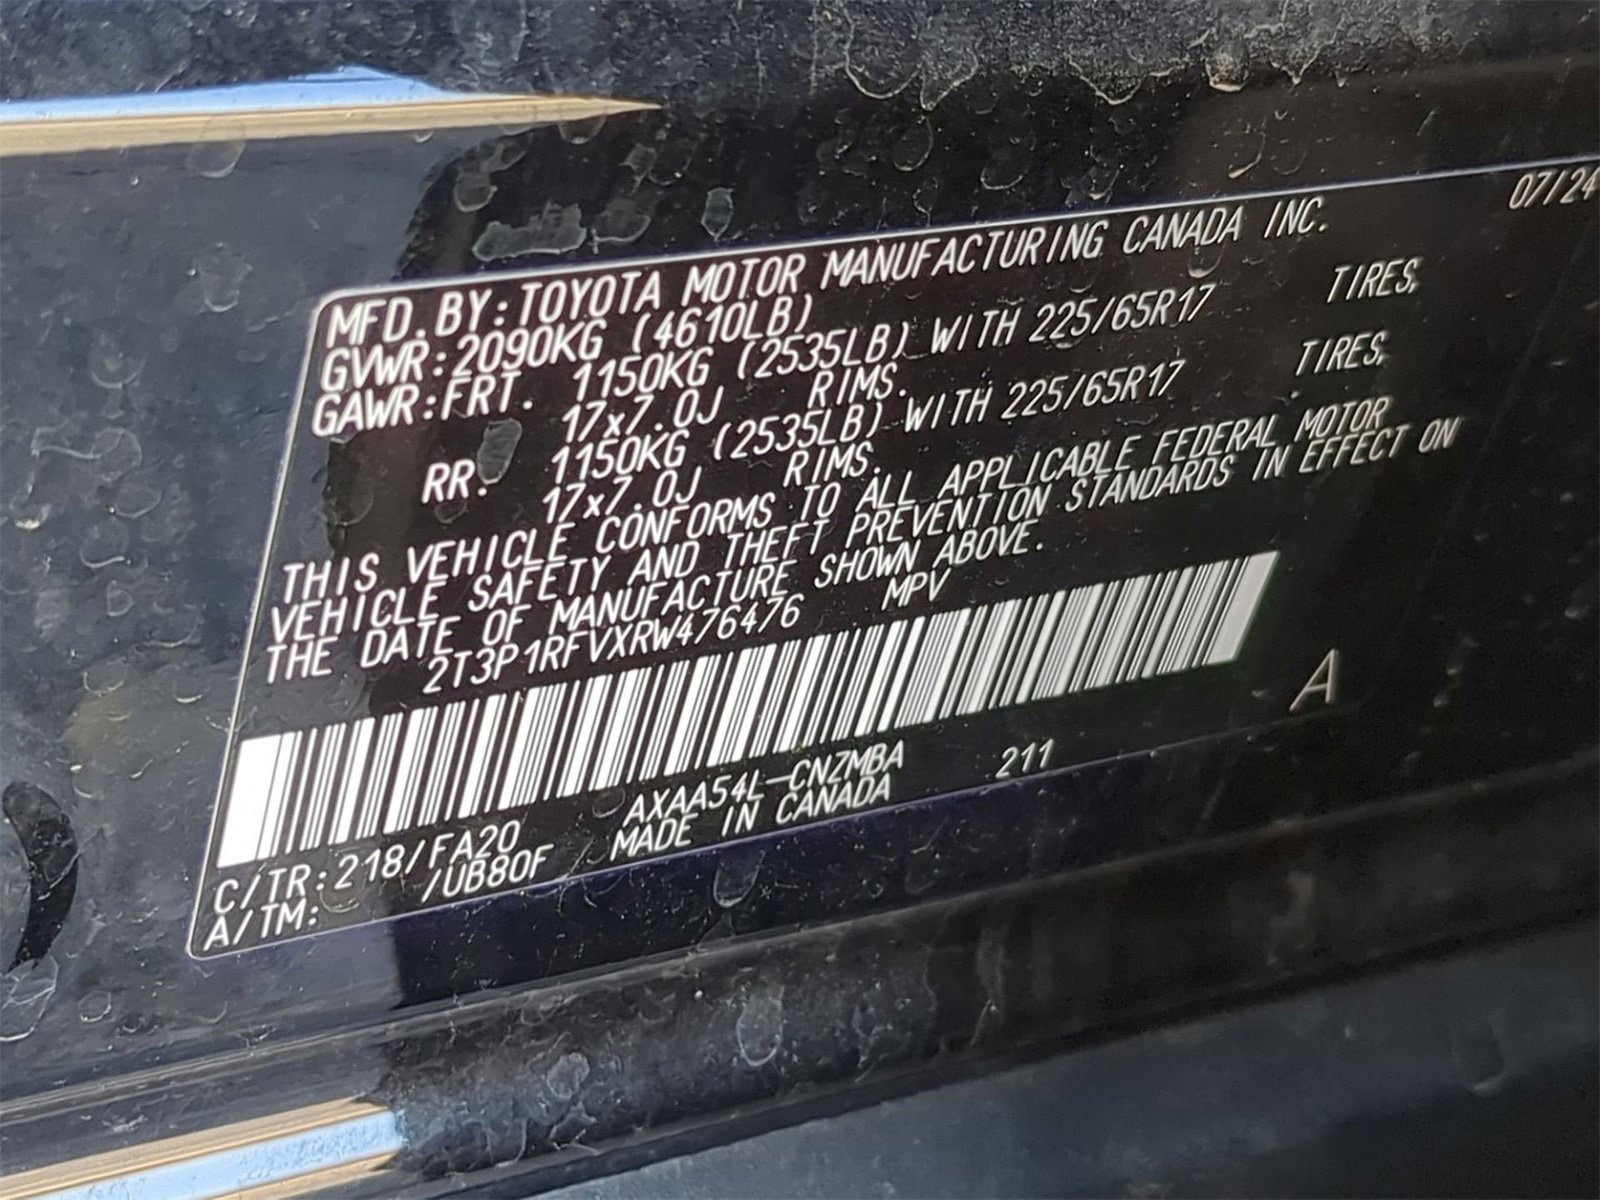 07/24
MFD. BY: TOYOTA MOTOR MANUFACTURING CANADA INC.
GVWR: 2090KG (4610LB)
GAWR: FRT. 1150KG (2535LB) WITH 225/65R17 TIRES,
17x7.0J RIMS.
RR. 1150KG (2535LB) WITH 225/65R17 TIRES,
17x7.0J RIMS.
THIS VEHICLE CONFORMS TO ALL APPLICABLE FEDERAL MOTOR
VEHICLE SAFETY AND THEFT PREVENTION STANDARDS IN EFFECT ON
THE DATE OF MANUFACTURE SHOWN ABOVE.
2T3P1RFVXRW476476 MPV
A
C/TR: 218/FA20 AXAA54L-CNZMBA 211
A/TM: /UB80F MADE IN CANADA